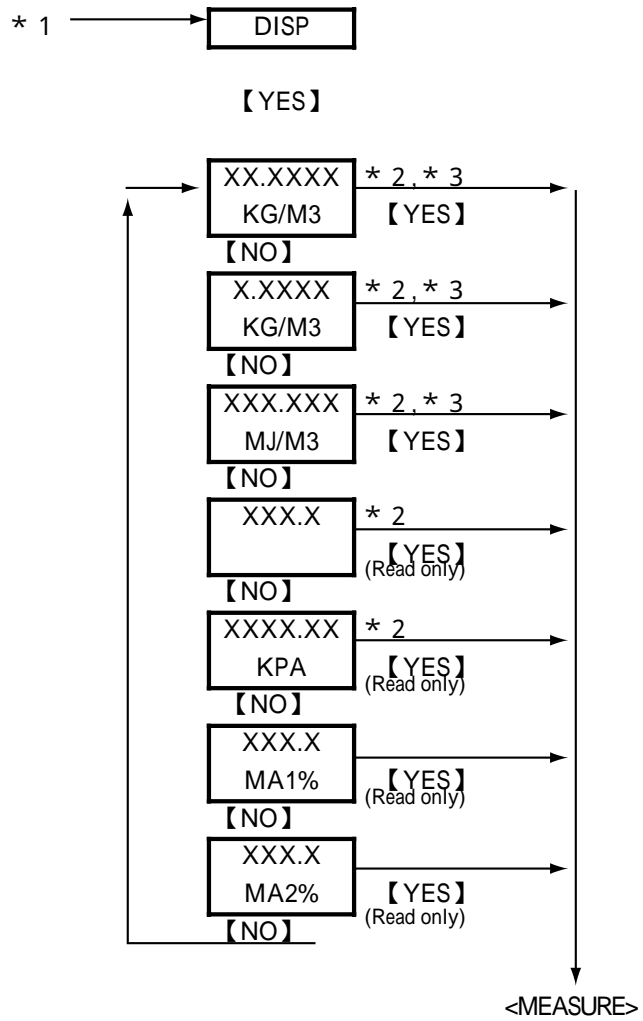 * 1 DISP
【YES】
XX.XXXX * 2,* 3
KG/M3 【YES】
【NO】
X.XXXX * 2,* 3
KG/M3 【YES】
【NO】
XXX.XXX * 2,* 3
MJ/M3 【YES】
【NO】
XXX.X * 2
【YES】
(Read only)
【NO】
XXXX.XX * 2
KPA 【YES】
(Read only)
【NO】
XXX.X
MA1% 【YES】
(Read only)
【NO】
XXX.X
MA2% 【YES】
(Read only)
【NO】
<MEASURE>